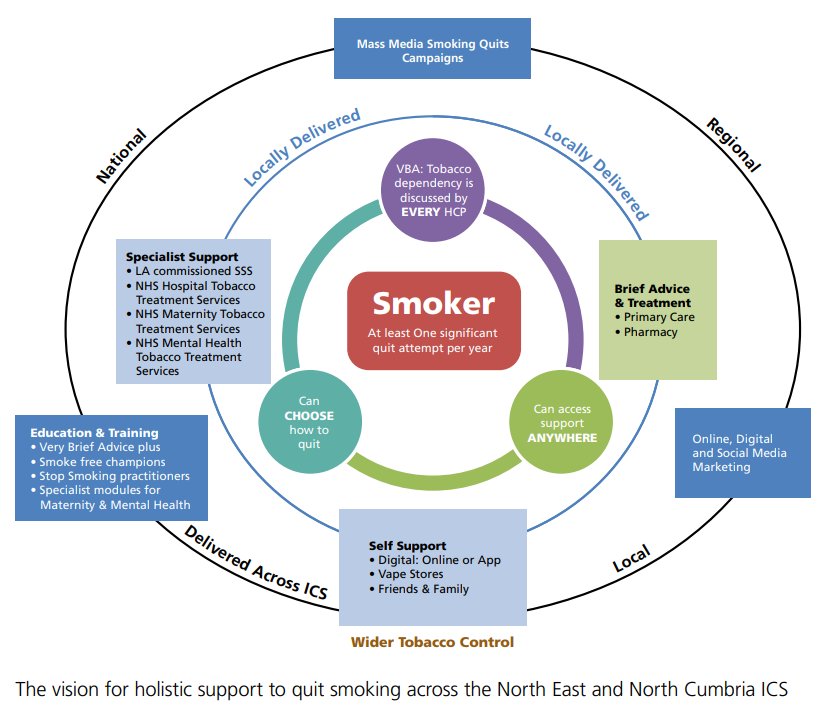 Mass Media Smoking Quits
Campaigns
National
Regional
Locally Delivered
Locally Delivered
VBA: Tobacco
dependency is
discussed by
EVERY HCP
Specialist Support
• LA commissioned SSS
• NHS Hospital Tobacco
Treatment Services
• NHS Maternity Tobacco
Treatment Services
• NHS Mental Health
Tobacco Treatment
Services
Smoker
At least One significant
quit attempt per year
Brief Advice
& Treatment
• Primary Care
• Pharmacy
Can
CHOOSE
how to
quit
Can access
support
ANYWHERE
Education & Training
• Very Brief Advice plus
• Smoke free champions
• Stop Smoking practitioners
• Specialist modules for
Maternity & Mental Health
Online, Digital
and Social Media
Marketing
Delivered Across ICS
Local
Self Support
• Digital: Online or App
• Vape Stores
• Friends & Family
Wider Tobacco Control
The vision for holistic support to quit smoking across the North East and North Cumbria ICS